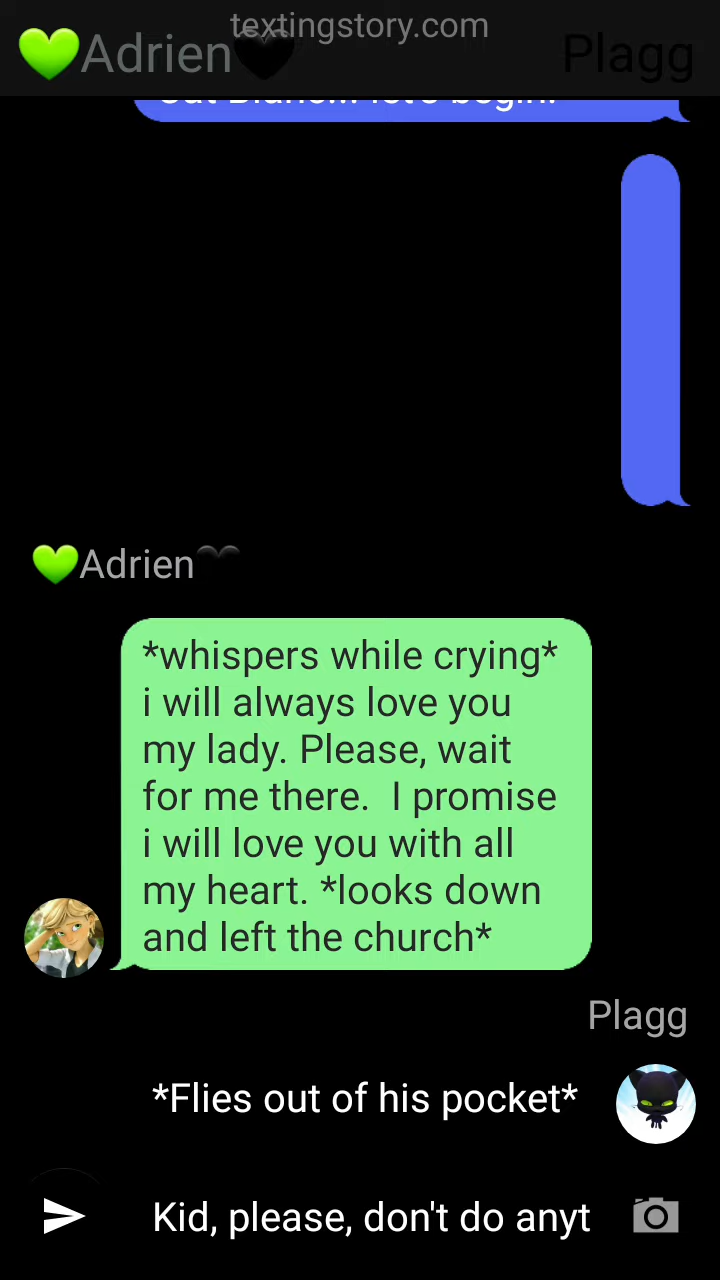 textingstory.com
💚Adrien🖤
Plagg
💚Adrien🖤
*whispers while crying*
i will always love you
my lady. Please, wait
for me there.  I promise
i will love you with all
my heart. *looks down
and left the church*
Plagg
*Flies out of his pocket*
Kid, please, don't do anyt